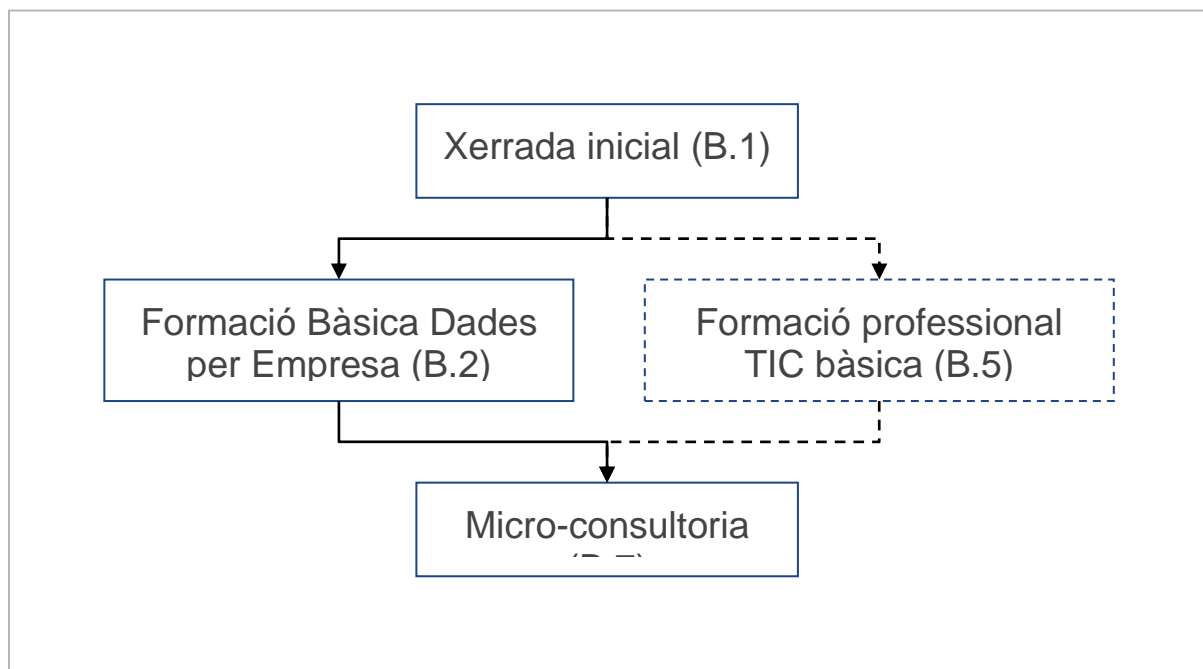 Xerrada inicial (B.1)
Formació Bàsica Dades
per Empresa (B.2)
Formació professional
TIC bàsica (B.5)
Micro-consultoria